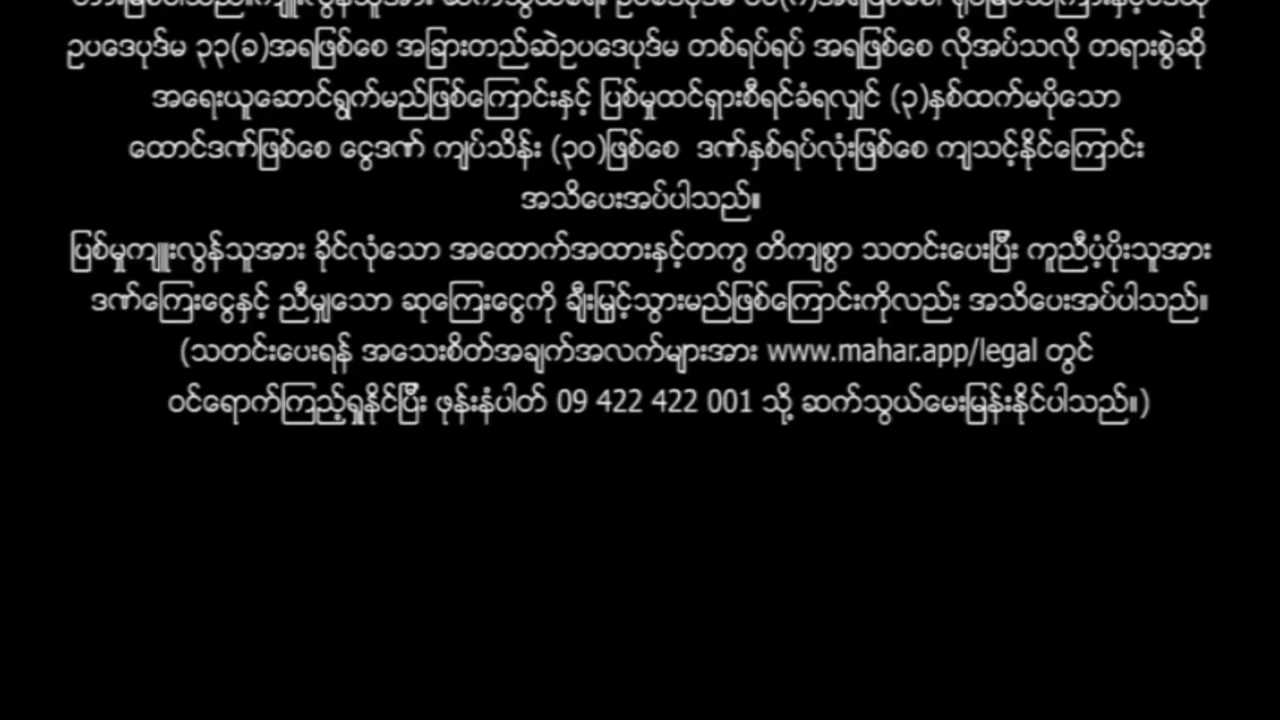 ဥပဒေပုဒ်မ ၃၃(ခ)အရဖြစ်စေ အခြားတည်ဆဲဥပဒေပုဒ်မ တစ်ရပ်ရပ် အရဖြစ်စေ လိုအပ်သလို တရားစွဲဆို
အရေးယူဆောင်ရွက်မည်ဖြစ်ကြောင်းနှင့် ပြစ်မှုထင်ရှားစီရင်ခံရလျှင် (၃)နှစ်ထက်မပိုသော
ထောင်ဒဏ်ဖြစ်စေ ငွေဒဏ် ကျပ်သိန်း (၃၀)ဖြစ်စေ ဒဏ်နှစ်ရပ်လုံးဖြစ်စေ ကျသင့်နိုင်ကြောင်း
အသိပေးအပ်ပါသည်။
ပြစ်မှုကျူးလွန်သူအား ခိုင်လုံသော အထောက်အထားနှင့်တကွ တိကျစွာ သတင်းပေးပြီး ကူညီပံ့ပိုးသူအား
ဒဏ်ကြေးငွေနှင့် ညီမျှသော ဆုကြေးငွေကို ချီးမြှင့်သွားမည်ဖြစ်ကြောင်းကိုလည်း အသိပေးအပ်ပါသည်။
(သတင်းပေးရန် အသေးစိတ်အချက်အလက်များအား www.mahar.app/legal တွင်
ဝင်ရောက်ကြည့်ရှုနိုင်ပြီး ဖုန်းနံပါတ် 09 422 422 001 သို့ ဆက်သွယ်မေးမြန်းနိုင်ပါသည်။)